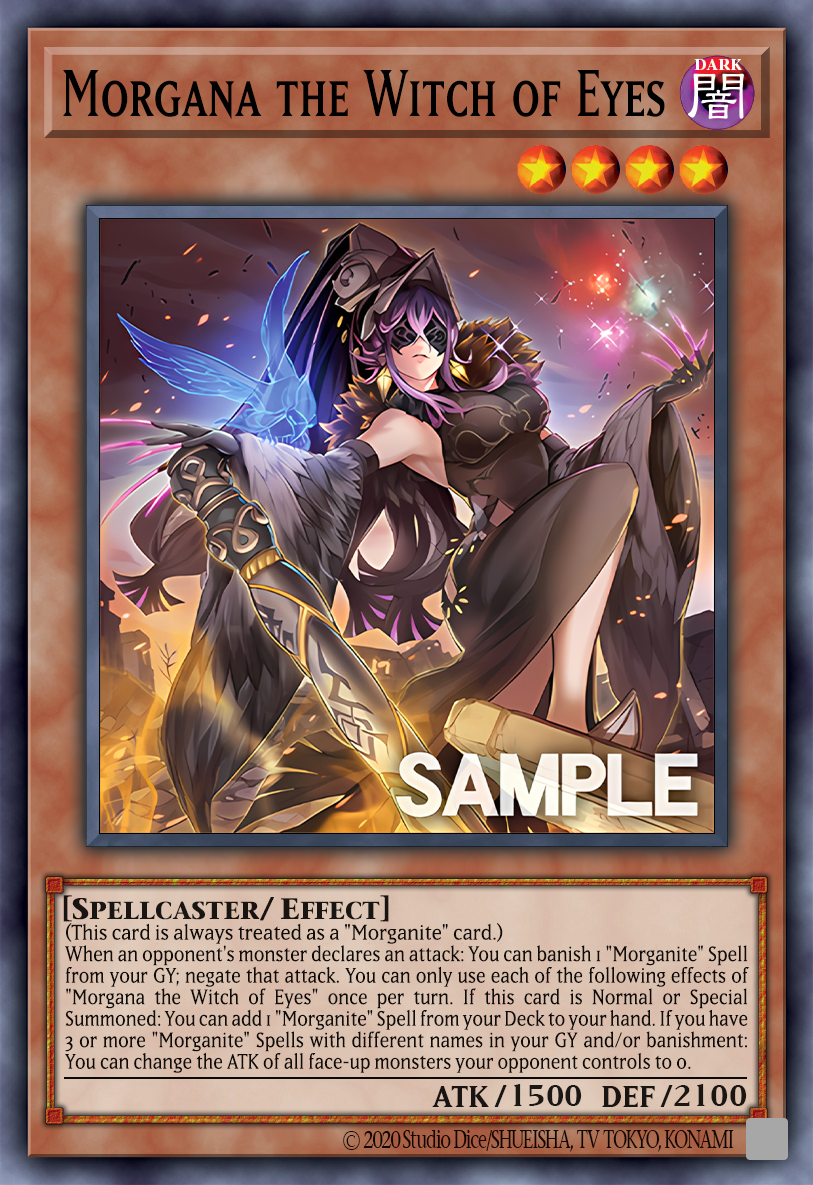 Morgana the Witch of Eyes
DARK
闇
SAMPLE
[Spellcaster/ Effect]
(This card is always treated as a "Morganite" card.)
When an opponent's monster declares an attack: You can banish 1 "Morganite" Spell
from your GY; negate that attack. You can only use each of the following effects of
"Morgana the Witch of Eyes" once per turn. If this card is Normal or Special
Summoned: You can add 1 "Morganite" Spell from your Deck to your hand. If you have
3 or more "Morganite" Spells with different names in your GY and/or banishment:
You can change the ATK of all face-up monsters your opponent controls to 0.
ATK/1500 DEF/2100
© 2020 Studio Dice/SHUEISHA, TV TOKYO, KONAMI